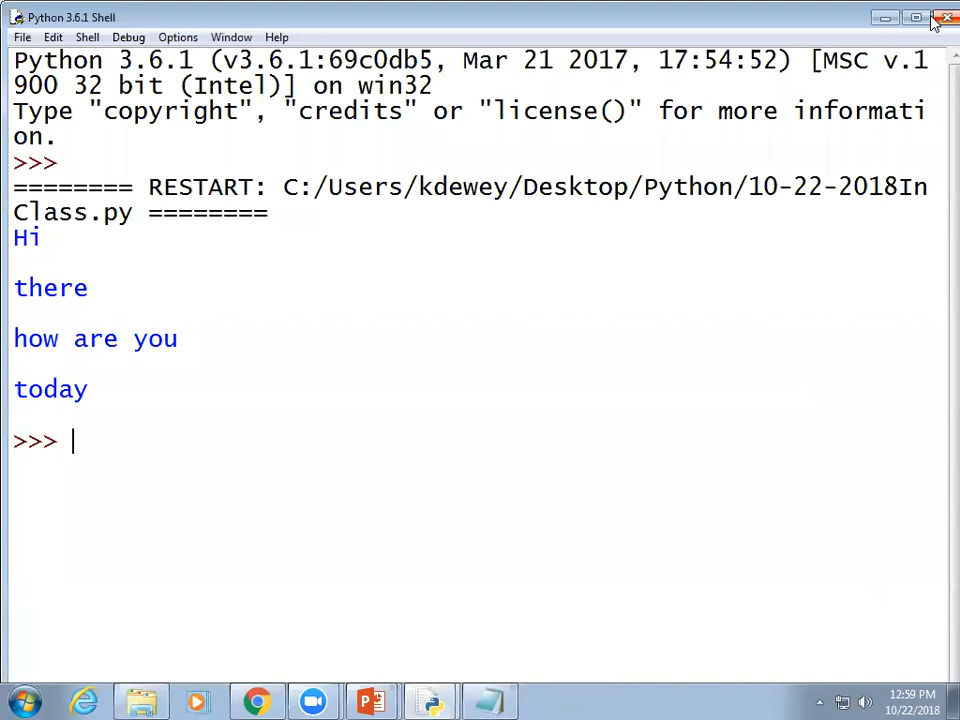 Python 3.6.1 Shell
File Edit Shell Debug Options Window Help
Python 3.6.1 (v3.6.1:69c0db5, Mar 21 2017, 17:54:52) [MSC v.1
900 32 bit (Intel)] on win32
Type "copyright", "credits" or "license()" for more informati
on.
>>>
======== RESTART: C:/Users/kdewey/Desktop/Python/10-22-2018In
Class.py ========
Hi
there
how are you
today
>>>
12:59 PM
10/22/2018